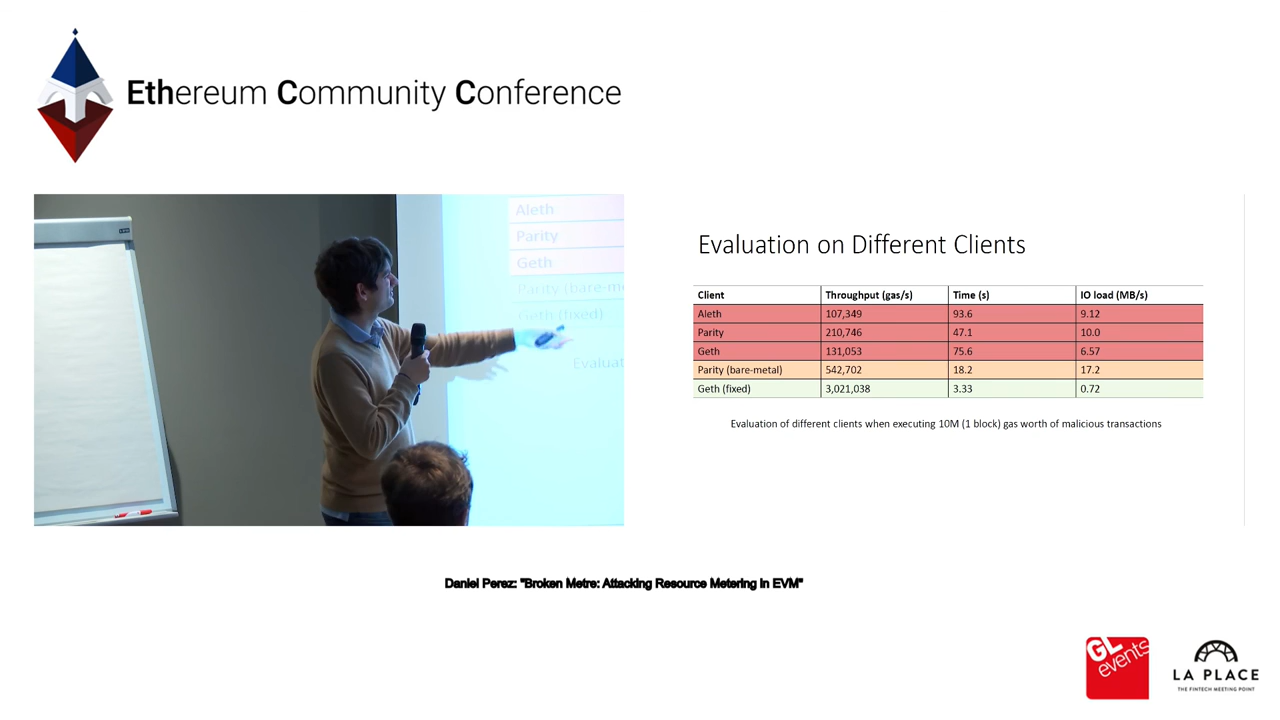 Ethereum Community Conference
Aleth
Parity
Geth
Parity (bare-m
Geth (fixed)
Evaluat
Evaluation on Different Clients
Client Throughput (gas/s) Time (s) IO load (MB/s)
Aleth 107,349 93.6 9.12
Parity 210,746 47.1 10.0
Geth 131,053 75.6 6.57
Parity (bare-metal) 542,702 18.2 17.2
Geth (fixed) 3,021,038 3.33 0.72
Evaluation of different clients when executing 10M (1 block) gas worth of malicious transactions
Daniel Perez: "Broken Metre: Attacking Resource Metering in EVM"
GL events
LA PLACE
THE FINTECH MEETING POINT